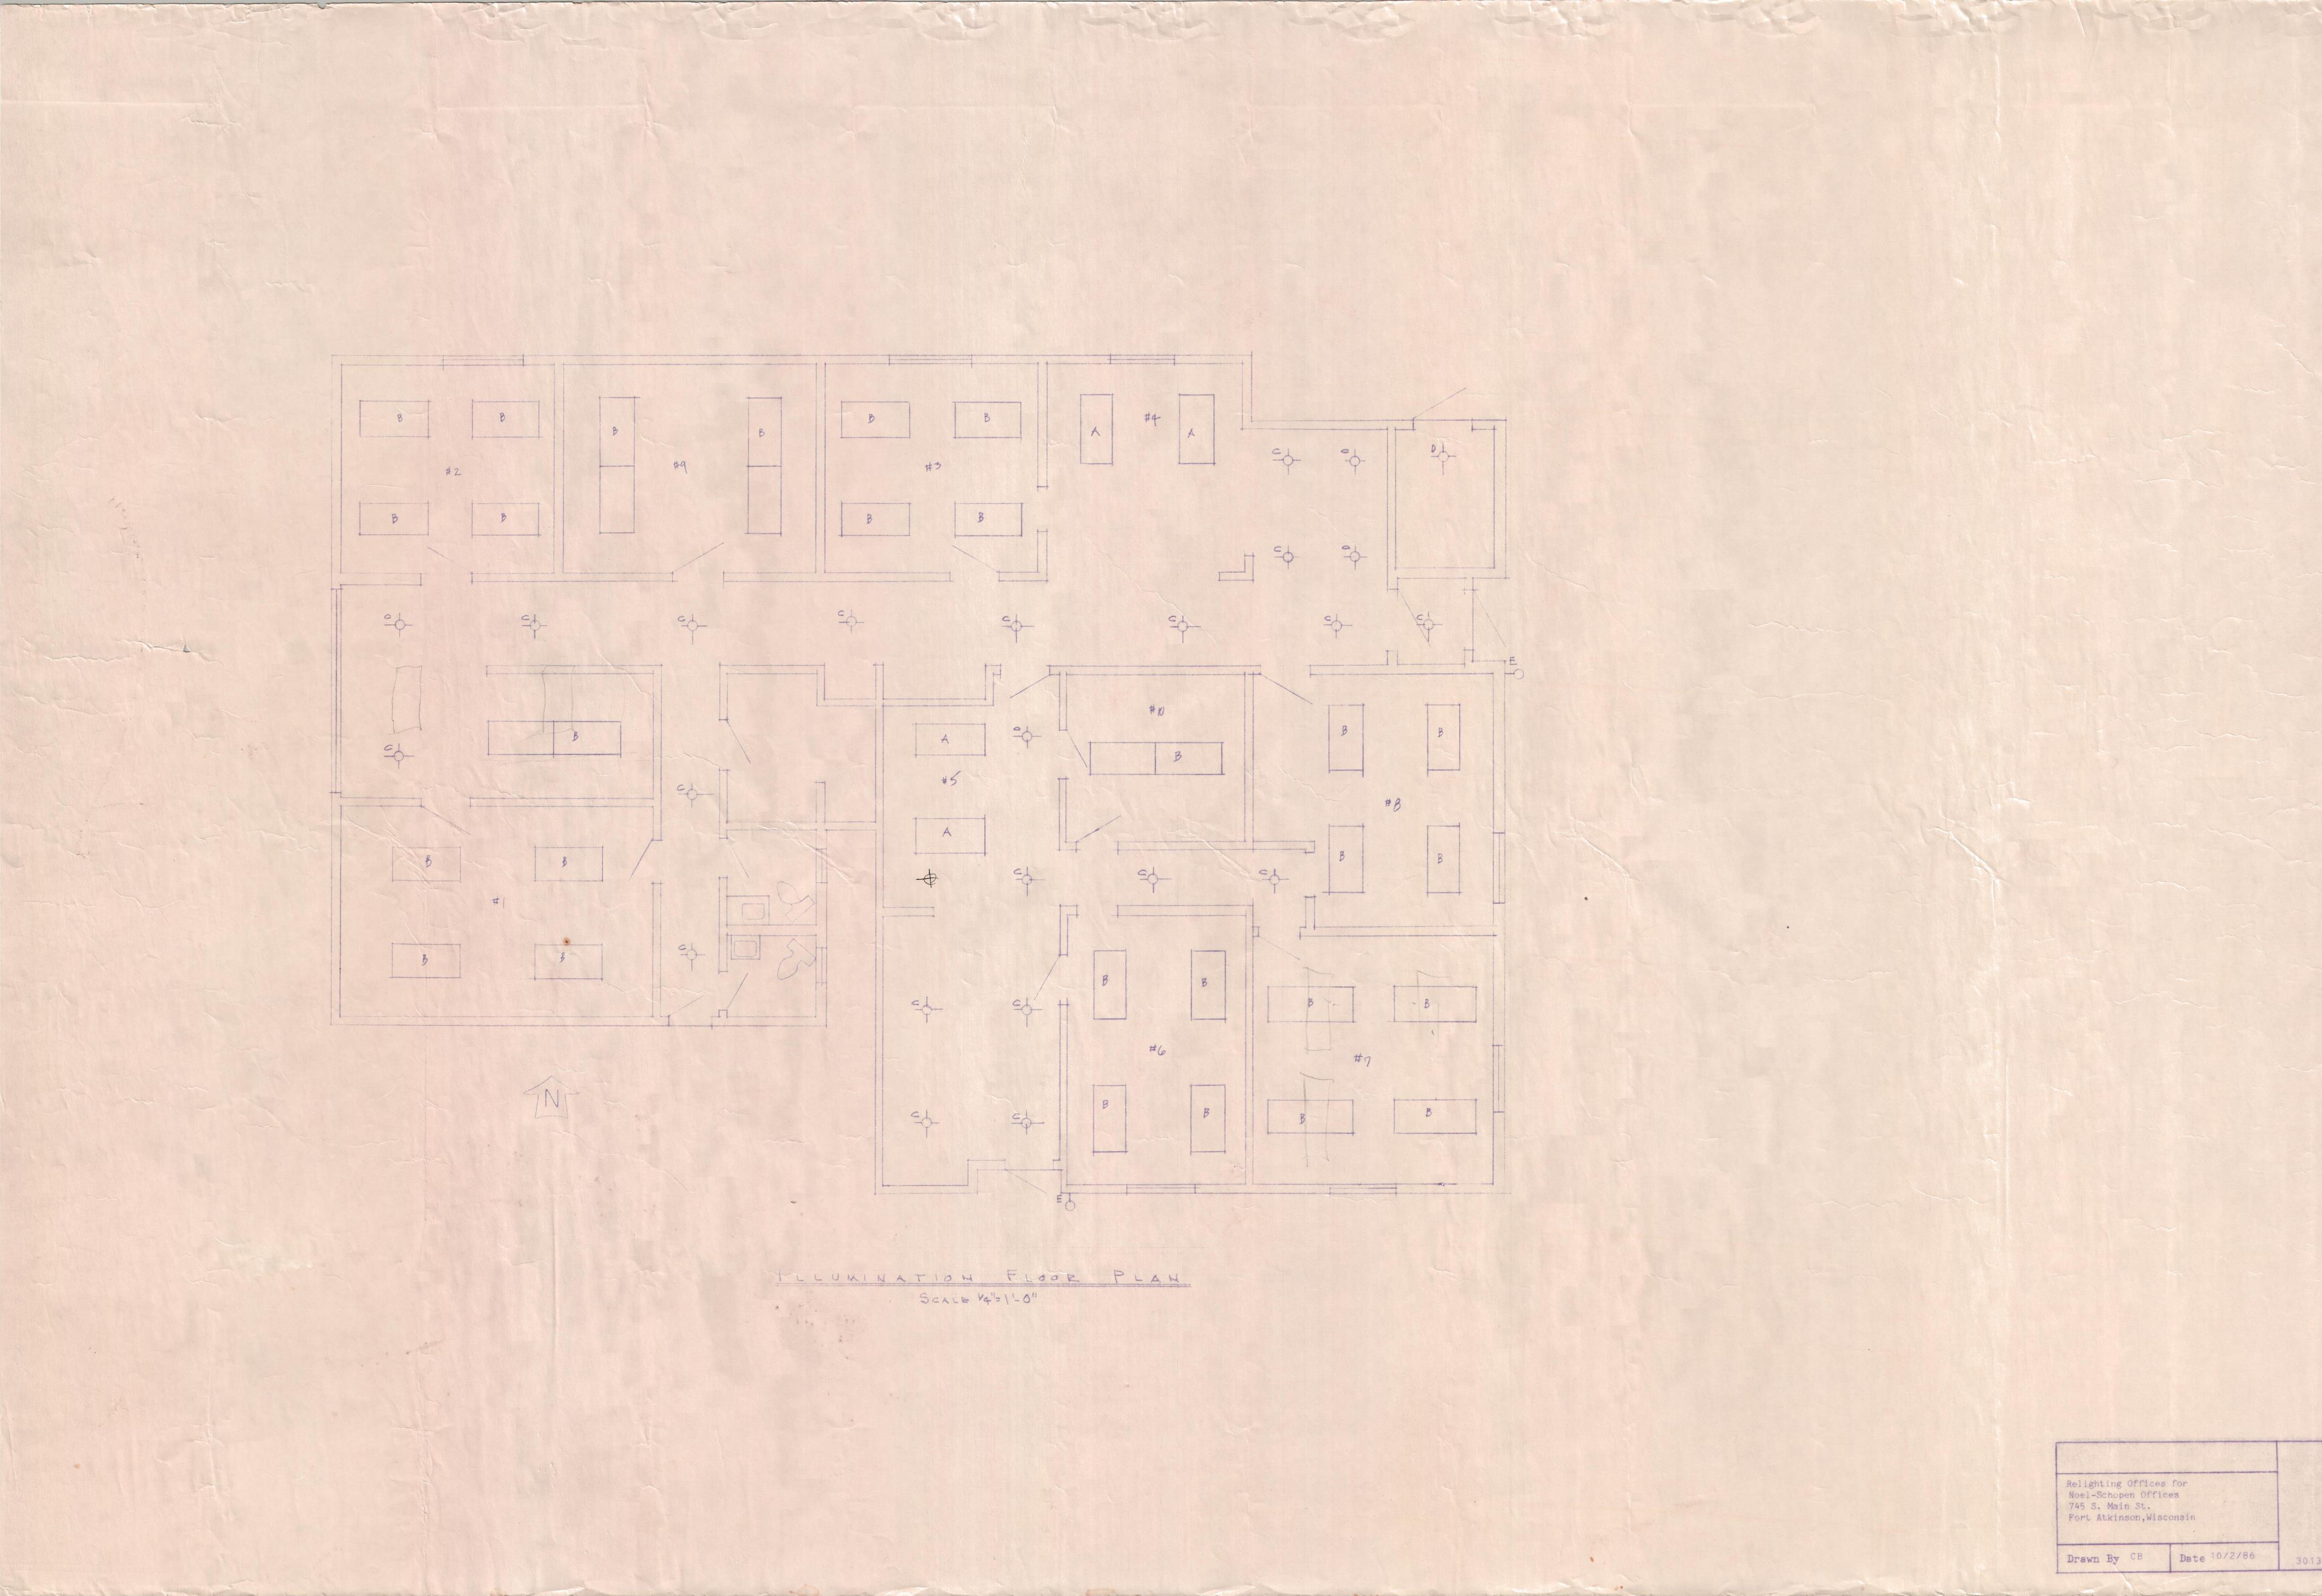 B B B B B B #4 A A
#2 #9 #3
B B B B
C C D
C C
C C C C C C C C
E
#10
C B A C B B B
#5
C #8
B B A B B
#1 C C C C
B B C B B
B B
C C
#6 #7
C C B B B B
N
E
ILLUMINATION FLOOR PLAN
SCALE 1/4"=1'-0"
Relighting Offices for
Noel-Schopen Offices
745 S. Main St.
Fort Atkinson,Wisconsin
Drawn By CB Date 10/2/86 3013